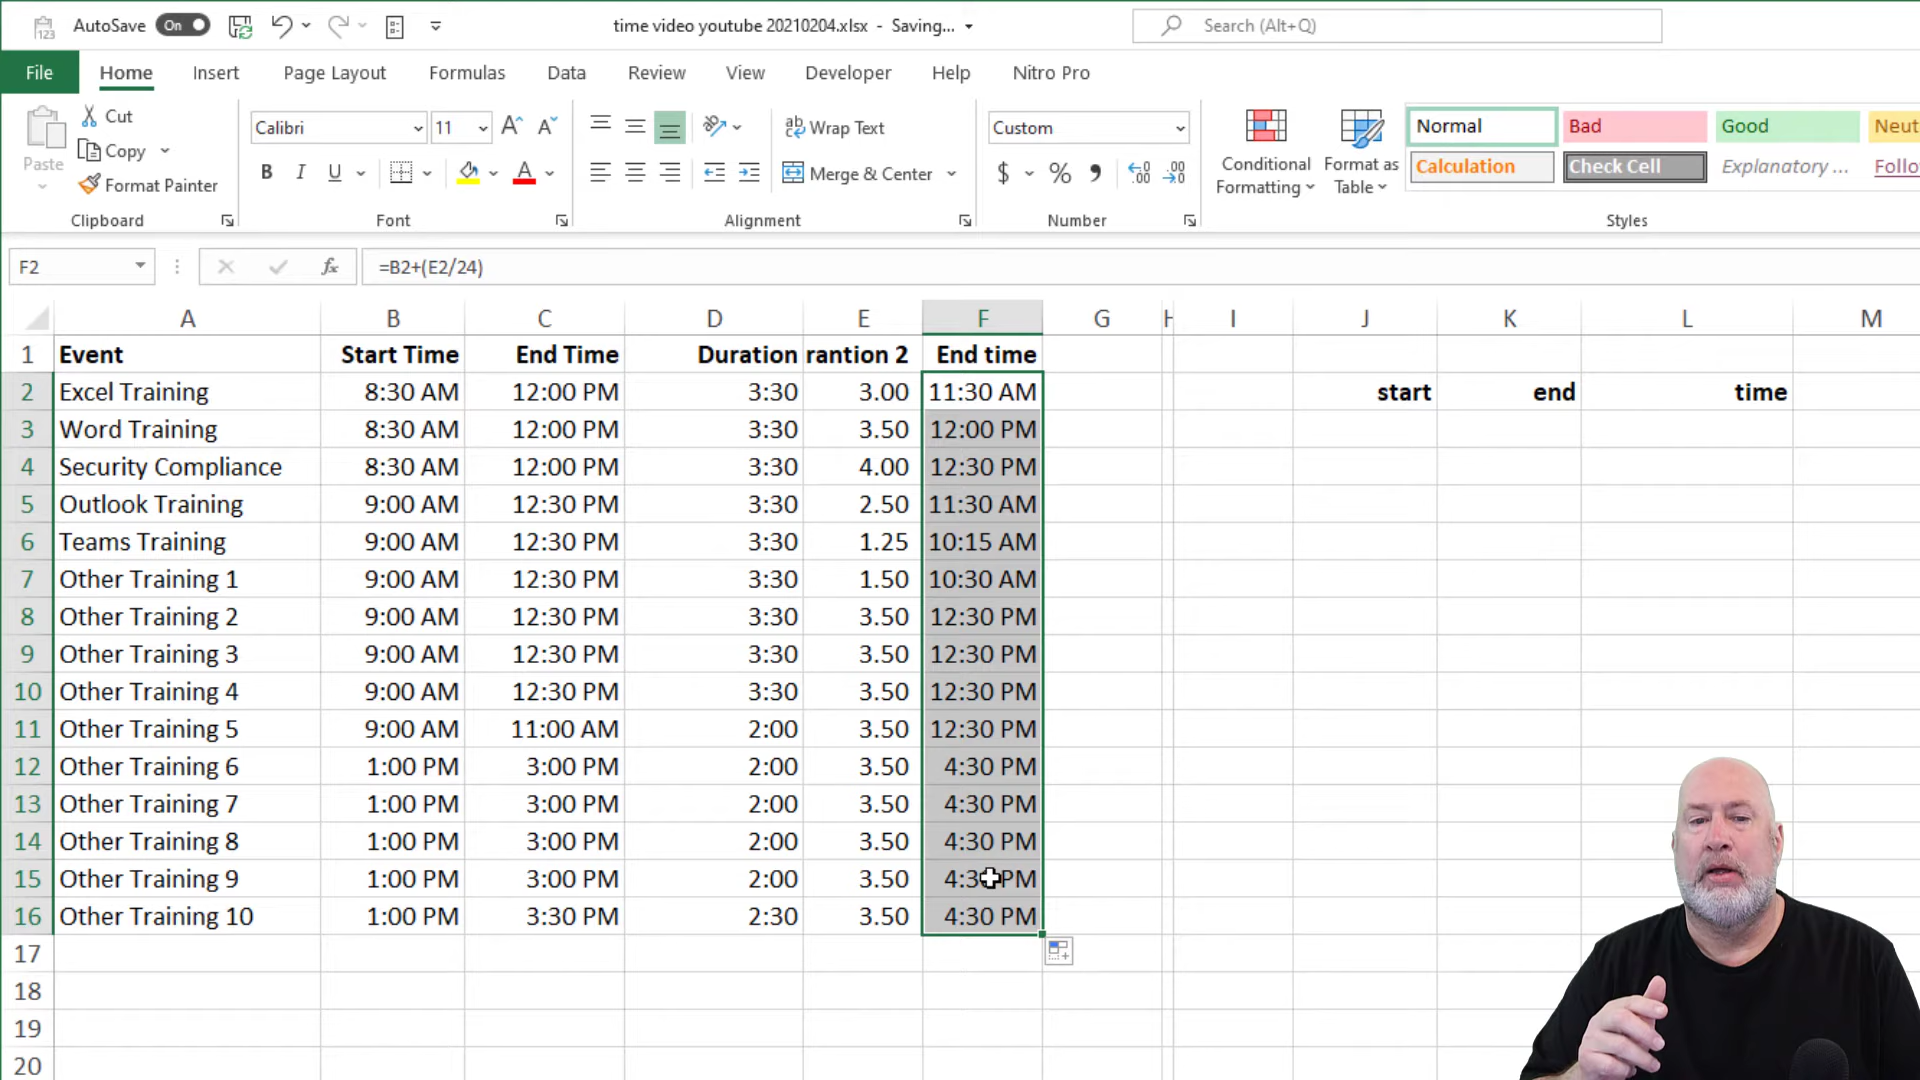 123
AutoSave On time video youtube 20210204.xlsx - Saving... Search (Alt+Q)
File Home Insert Page Layout Formulas Data Review View Developer Help Nitro Pro
Paste Cut Copy Format Painter
Calibri 11 A A
B I U A
ab Wrap Text
Merge & Center
Custom
$ % 9 .00 .00
Conditional Formatting Format as Table
Normal Bad Good Neut
Calculation Check Cell Explanatory ... Follo
Clipboard Font Alignment Number Styles
F2 fx =B2+(E2/24)
A B C D E F G H I J K L M
1 Event Start Time End Time Duration rantion 2 End time
2 Excel Training 8:30 AM 12:00 PM 3:30 3.00 11:30 AM start end time
3 Word Training 8:30 AM 12:00 PM 3:30 3.50 12:00 PM
4 Security Compliance 8:30 AM 12:00 PM 3:30 4.00 12:30 PM
5 Outlook Training 9:00 AM 12:30 PM 3:30 2.50 11:30 AM
6 Teams Training 9:00 AM 12:30 PM 3:30 1.25 10:15 AM
7 Other Training 1 9:00 AM 12:30 PM 3:30 1.50 10:30 AM
8 Other Training 2 9:00 AM 12:30 PM 3:30 3.50 12:30 PM
9 Other Training 3 9:00 AM 12:30 PM 3:30 3.50 12:30 PM
10 Other Training 4 9:00 AM 12:30 PM 3:30 3.50 12:30 PM
11 Other Training 5 9:00 AM 11:00 AM 2:00 3.50 12:30 PM
12 Other Training 6 1:00 PM 3:00 PM 2:00 3.50 4:30 PM
13 Other Training 7 1:00 PM 3:00 PM 2:00 3.50 4:30 PM
14 Other Training 8 1:00 PM 3:00 PM 2:00 3.50 4:30 PM
15 Other Training 9 1:00 PM 3:00 PM 2:00 3.50 4:30 PM
16 Other Training 10 1:00 PM 3:30 PM 2:30 3.50 4:30 PM
17
18
19
20